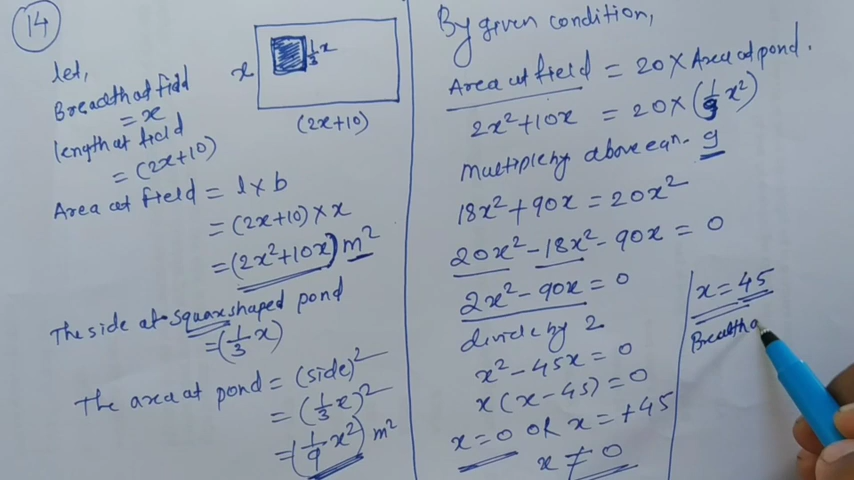 14
let,
Breadth of field
= x
length of field
= (2x+10)
x
1/3 x
(2x+10)
Area of field = l x b
= (2x+10) × x
= (2x²+10x) m²
The side of squareshaped pond
= (1/3 x)
The area of pond = (side)²
= (1/3 x)²
= (1/9 x²) m²
By given condition,
Area of field = 20 × Area of pond.
2x²+10x = 20 × (1/9 x²)
multiplying above eqn. 9
18x² + 90x = 20x²
20x² - 18x² - 90x = 0
2x² - 90x = 0
divide by 2
x² - 45x = 0
x (x - 45) = 0
x = 0 OR x = +45
x ≠ 0
x = 45
Breadth o